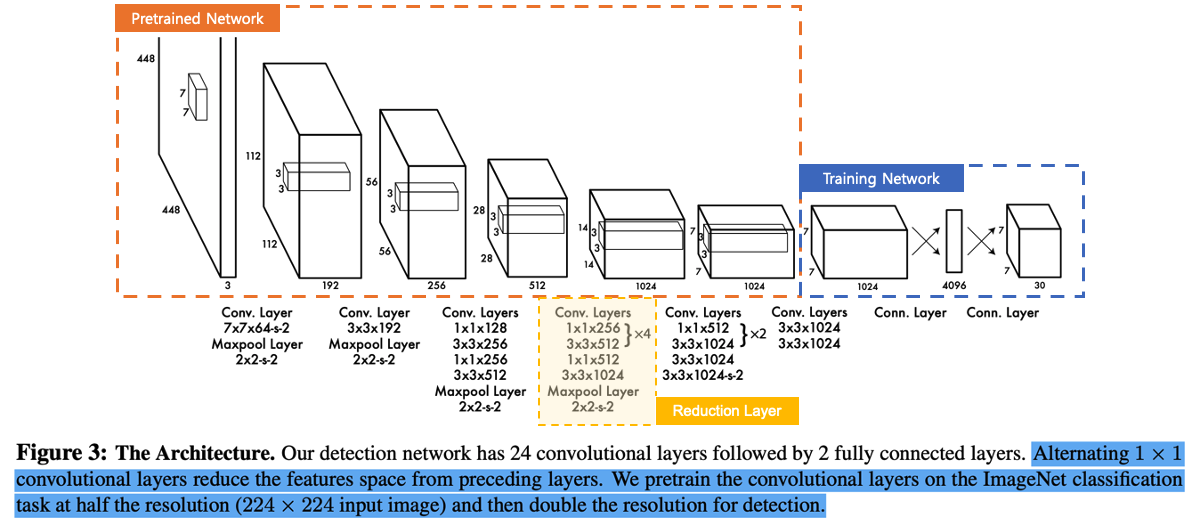 Pretrained Network
448
7
7
448
3
112
3
3
112
192
56
3
3
56
256
28
3
3
28
512
14
3
3
14
1024
7
3
3
7
1024
Training Network
7
7
1024
4096
7
7
30
Conv. Layer
7x7x64-s-2
Maxpool Layer
2x2-s-2
Conv. Layer
3x3x192
Maxpool Layer
2x2-s-2
Conv. Layers
1x1x128
3x3x256
1x1x256
3x3x512
Maxpool Layer
2x2-s-2
Conv. Layers
1x1x256
3x3x512
}×4
1x1x512
3x3x1024
Maxpool Layer
2x2-s-2
Conv. Layers
1x1x512
3x3x1024
}×2
3x3x1024
3x3x1024-s-2
Conv. Layers
3x3x1024
3x3x1024
Conn. Layer
Conn. Layer
Reduction Layer
Figure 3: The Architecture. Our detection network has 24 convolutional layers followed by 2 fully connected layers. Alternating 1 × 1
convolutional layers reduce the features space from preceding layers. We pretrain the convolutional layers on the ImageNet classification
task at half the resolution (224 × 224 input image) and then double the resolution for detection.